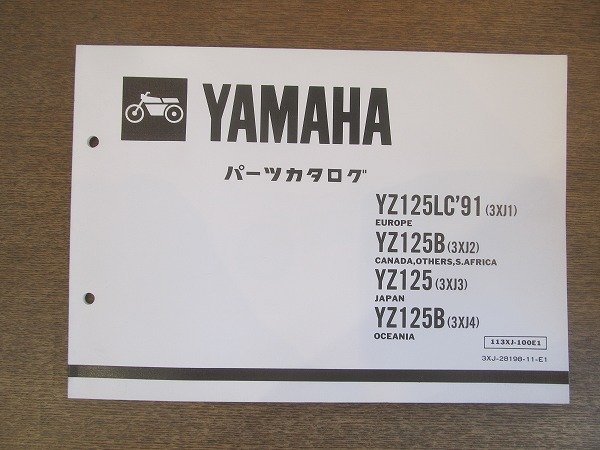 YAMAHA
パーツカタログ
YZ125LC'91 (3XJ1)
EUROPE
YZ125B (3XJ2)
CANADA,OTHERS,S.AFRICA
YZ125 (3XJ3)
JAPAN
YZ125B (3XJ4)
OCEANIA
113XJ-100E1
3XJ-28198-11-E1